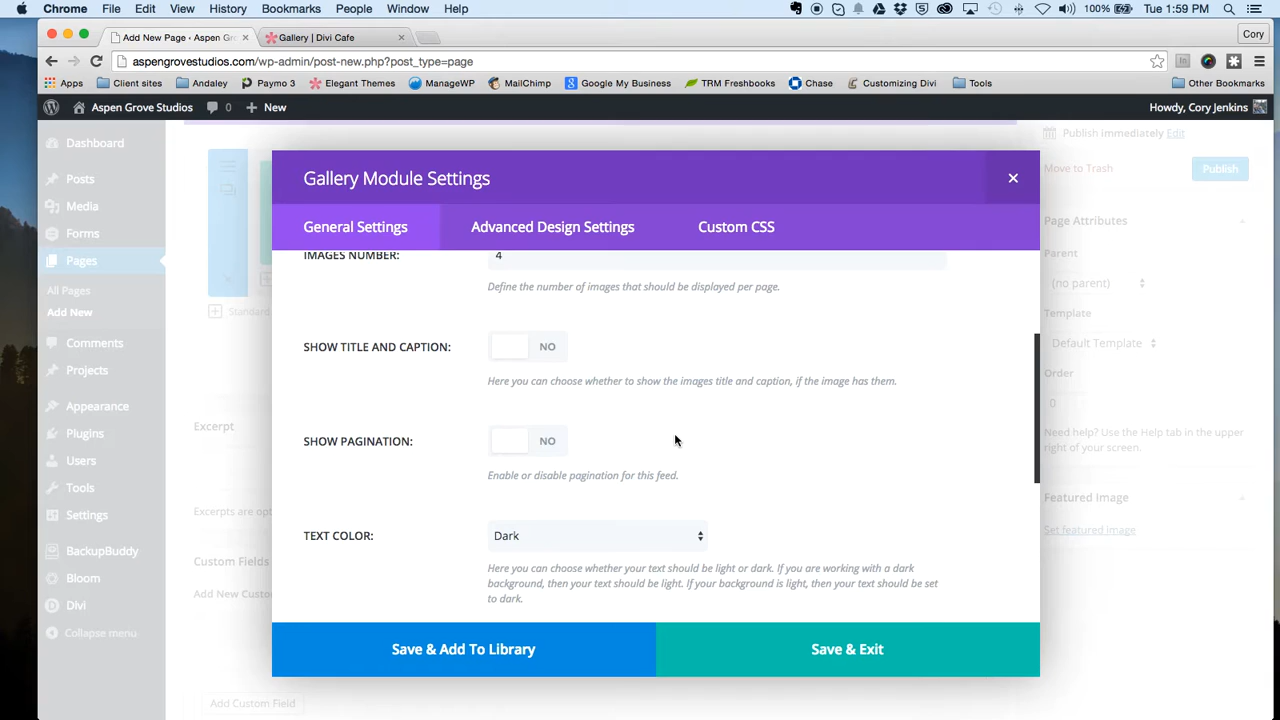 Chrome File Edit View History Bookmarks People Window Help 100% Tue 1:59 PM
Add New Page ‹ Aspen Gro × Gallery | Divi Cafe × Cory
aspengrovestudios.com/wp-admin/post-new.php?post_type=page
Apps Client sites Andaley Paymo 3 Elegant Themes ManageWP MailChimp Google My Business TRM Freshbooks Chase Customizing Divi Tools Other Bookmarks
Aspen Grove Studios 0 + New Howdy, Cory Jenkins
Dashboard
Posts
Media
Forms
Pages
All Pages
Add New
Comments
Projects
Appearance
Plugins
Users
Tools
Settings
BackupBuddy
Bloom
Divi
Collapse menu
Standard
Excerpt
Excerpts are opt
Custom Fields
Add New Custo
Add Custom Field
Gallery Module Settings ×
General Settings Advanced Design Settings Custom CSS
IMAGES NUMBER: 4
Define the number of images that should be displayed per page.
SHOW TITLE AND CAPTION: NO
Here you can choose whether to show the images title and caption, if the image has them.
SHOW PAGINATION: NO
Enable or disable pagination for this feed.
TEXT COLOR: Dark
Here you can choose whether your text should be light or dark. If you are working with a dark
background, then your text should be light. If your background is light, then your text should be set
to dark.
Save & Add To Library Save & Exit
Publish immediately Edit
Move to Trash Publish
Page Attributes
Parent
(no parent)
Template
Default Template
Order
0
Need help? Use the Help tab in the upper
right of your screen.
Featured Image
Set featured image